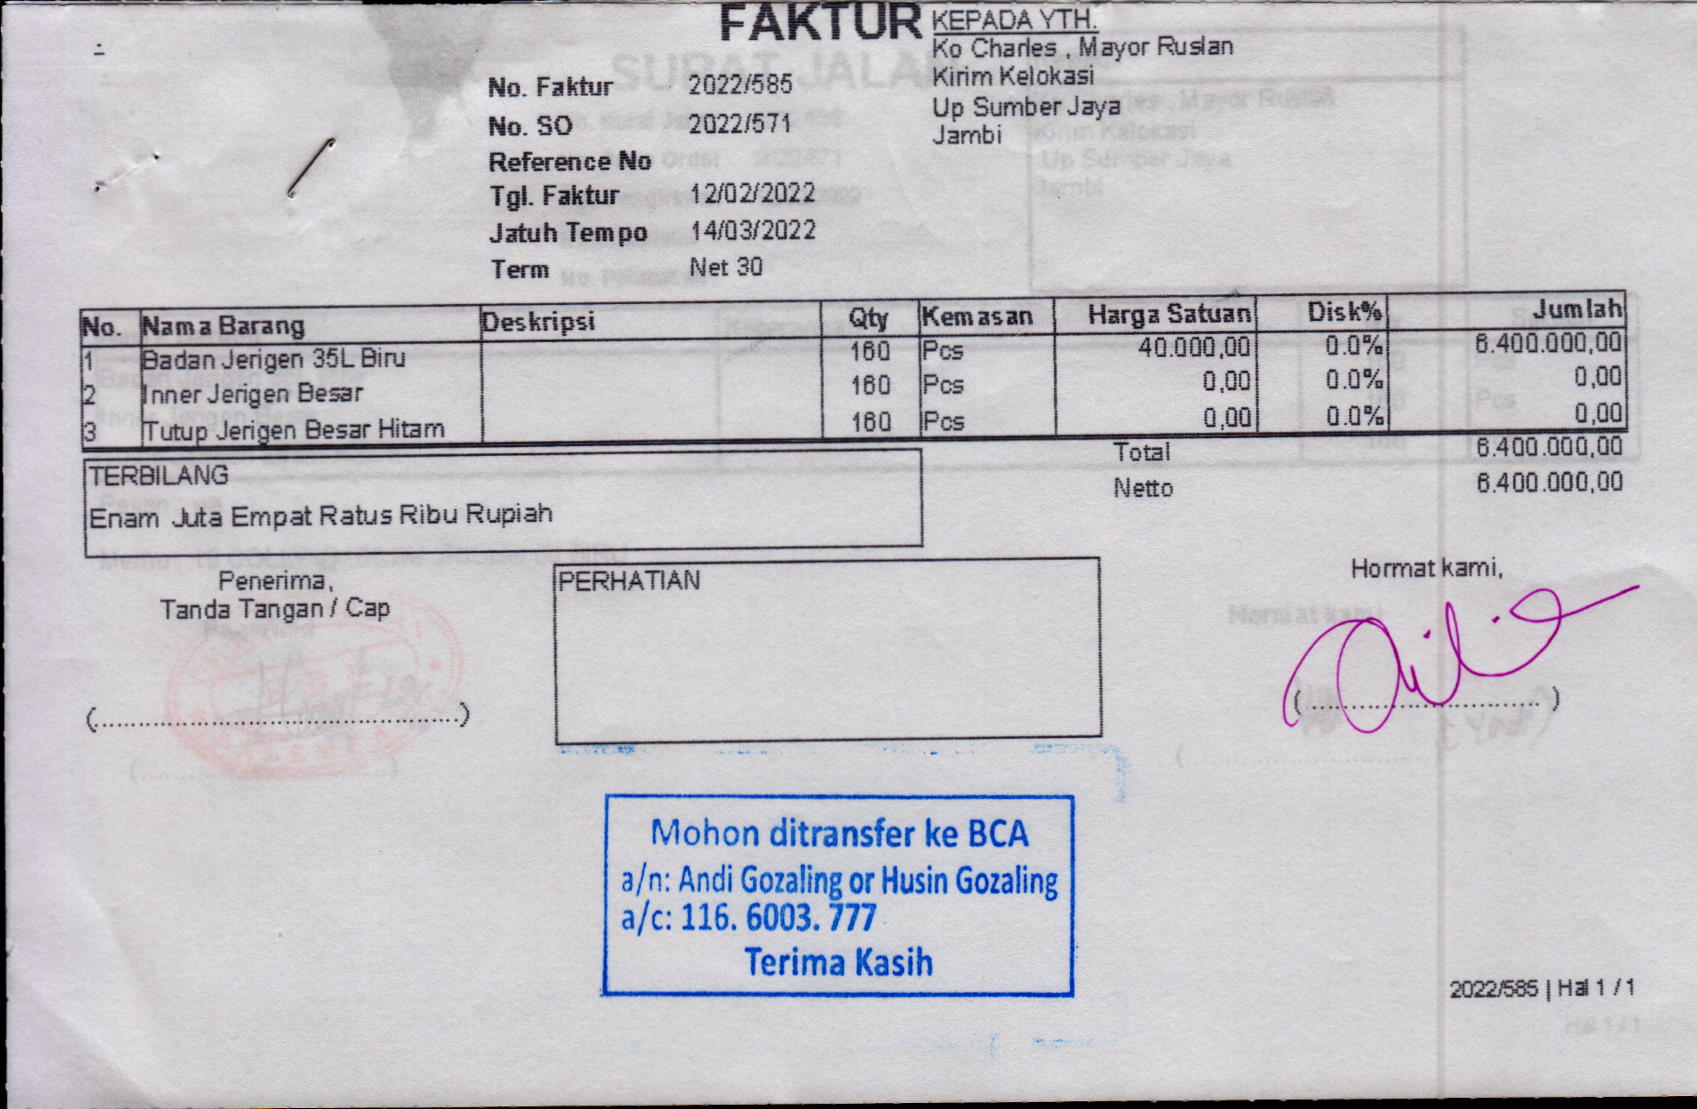 FAKTUR
KEPADA YTH.
Ko Charles , Mayor Ruslan
Kirim Kelokasi
Up Sumber Jaya
Jambi
No. Faktur 2022/585
No. SO 2022/571
Reference No
Tgl. Faktur 12/02/2022
Jatuh Tempo 14/03/2022
Term Net 30
No. Nama Barang Deskripsi Qty Kemasan Harga Satuan Disk% Jumlah
1 Badan Jerigen 35L Biru 160 Pcs 40.000,00 0.0% 6.400.000,00
2 Inner Jerigen Besar 160 Pcs 0,00 0.0% 0,00
3 Tutup Jerigen Besar Hitam 160 Pcs 0,00 0.0% 0,00
Total 6.400.000,00
Netto 6.400.000,00
TERBILANG
Enam Juta Empat Ratus Ribu Rupiah
Penerima,
Tanda Tangan / Cap
(..................................................)
PERHATIAN
Hormat kami,
(................................)
Mohon ditransfer ke BCA
a/n: Andi Gozaling or Husin Gozaling
a/c: 116. 6003. 777
Terima Kasih
2022/585 | Hal 1 / 1